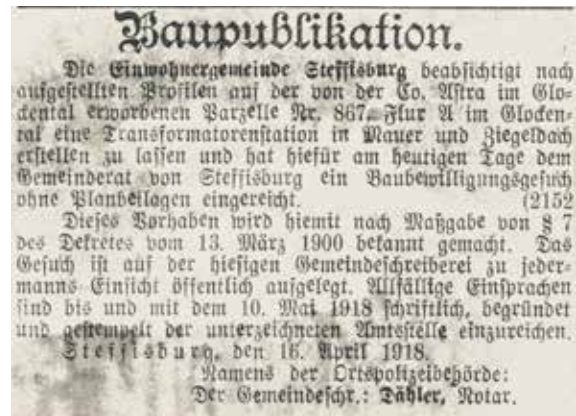 Baupublikation.
Die Einwohnergemeinde Steffisburg beabsichtigt nach
aufgestellten Profilen auf der von der Co. Astra im Glo-
ckental erworbenen Parzelle Nr. 867 Flur A im Glocken-
tal eine Transformatorenstation in Mauer und Ziegeldach
erstellen zu lassen und hat hiefür am heutigen Tage dem
Gemeinderat von Steffisburg ein Baubewilligungsgesuch
ohne Planbeilagen eingereicht. (2152
Dieses Vorhaben wird hiemit nach Maßgabe von § 7
des Dekretes vom 13. März 1900 bekannt gemacht. Das
Gesuch ist auf der hiesigen Gemeindeschreiberei zu jeder-
manns Einsicht öffentlich aufgelegt. Allfällige Einsprachen
sind bis und mit dem 10. Mai 1918 schriftlich, begründet
und gestempelt der unterzeichneten Amtsstelle einzureichen.
Steffisburg, den 16. April 1918.
Namens der Ortspolizeibehörde:
Der Gemeindeschr.: Dähler, Notar.